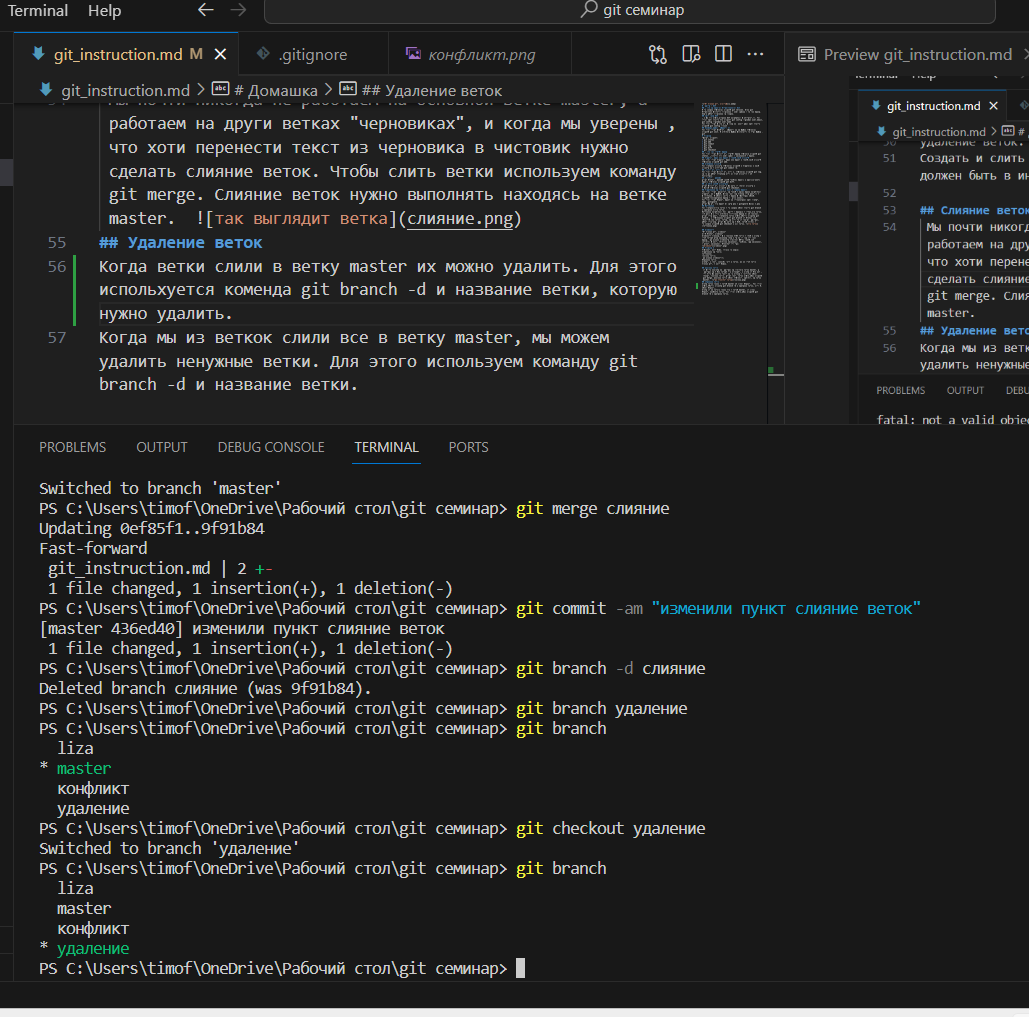 Terminal Help ← → git семинар
git_instruction.md M × .gitignore конфликт.png ··· Preview git_instruction.md
git_instruction.md > # Домашка > ## Удаление веток
мы почти никогда не работаем на основной ветке master, а
работаем на други ветках "черновиках", и когда мы уверены ,
что хоти перенести текст из черновика в чистовик нужно
сделать слияние веток. Чтобы слить ветки используем команду
git merge. Слияние веток нужно выполнять находясь на ветке
master. ![так выглядит ветка](слияние.png)
55 ## Удаление веток
56 Когда ветки слили в ветку master их можно удалить. Для этого
испольхуется коменда git branch -d и название ветки, которую
нужно удалить.
57 Когда мы из веткок слили все в ветку master, мы можем
удалить ненужные ветки. Для этого используем команду git
branch -d и название ветки.
git_instruction.md ×
git_instruction.md > #
50 удаление веток.
51 Создать и слить
должен быть в ин
52
53 ## Слияние веток
54 Мы почти никогд
работаем на дру
что хоти перене
сделать слияние
git merge. Слия
master.
55 ## Удаление вето
56 Когда мы из ветк
удалить ненужные
PROBLEMS OUTPUT DEBU
fatal: not a valid objec
PROBLEMS OUTPUT DEBUG CONSOLE TERMINAL PORTS
Switched to branch 'master'
PS C:\Users\timof\OneDrive\Рабочий стол\git семинар> git merge слияние
Updating 0ef85f1..9f91b84
Fast-forward
git_instruction.md | 2 +-
1 file changed, 1 insertion(+), 1 deletion(-)
PS C:\Users\timof\OneDrive\Рабочий стол\git семинар> git commit -am "изменили пункт слияние веток"
[master 436ed40] изменили пункт слияние веток
1 file changed, 1 insertion(+), 1 deletion(-)
PS C:\Users\timof\OneDrive\Рабочий стол\git семинар> git branch -d слияние
Deleted branch слияние (was 9f91b84).
PS C:\Users\timof\OneDrive\Рабочий стол\git семинар> git branch удаление
PS C:\Users\timof\OneDrive\Рабочий стол\git семинар> git branch
liza
* master
конфликт
удаление
PS C:\Users\timof\OneDrive\Рабочий стол\git семинар> git checkout удаление
Switched to branch 'удаление'
PS C:\Users\timof\OneDrive\Рабочий стол\git семинар> git branch
liza
master
конфликт
* удаление
PS C:\Users\timof\OneDrive\Рабочий стол\git семинар>